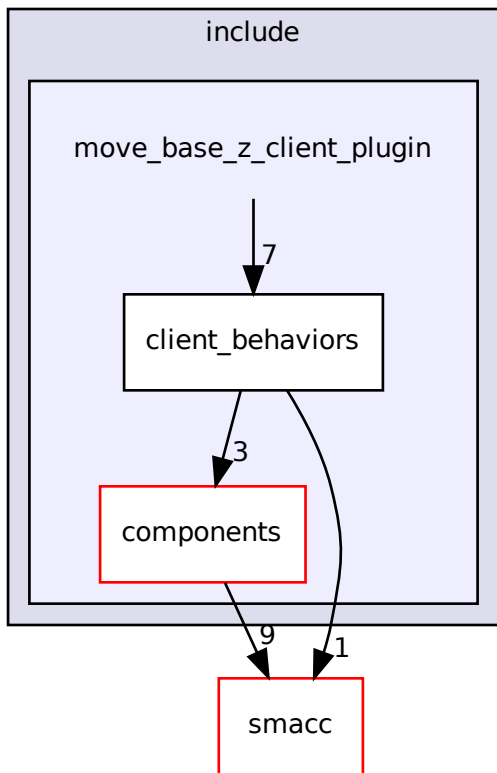 include
move_base_z_client_plugin
7
client_behaviors
3
components
9
1
smacc